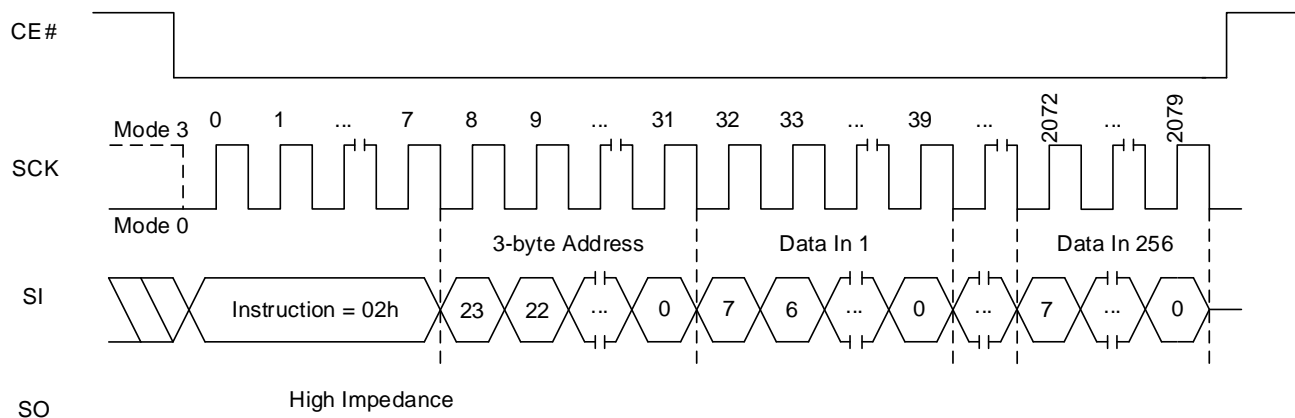 CE#
Mode 3
0 1 ... 7 8 9 ... 31 32 33 ... 39 ... 2072 ... 2079
SCK
Mode 0
3-byte Address Data In 1 Data In 256
SI
Instruction = 02h 23 22 ... 0 7 6 ... 0 ... 7 ... 0
High Impedance
SO